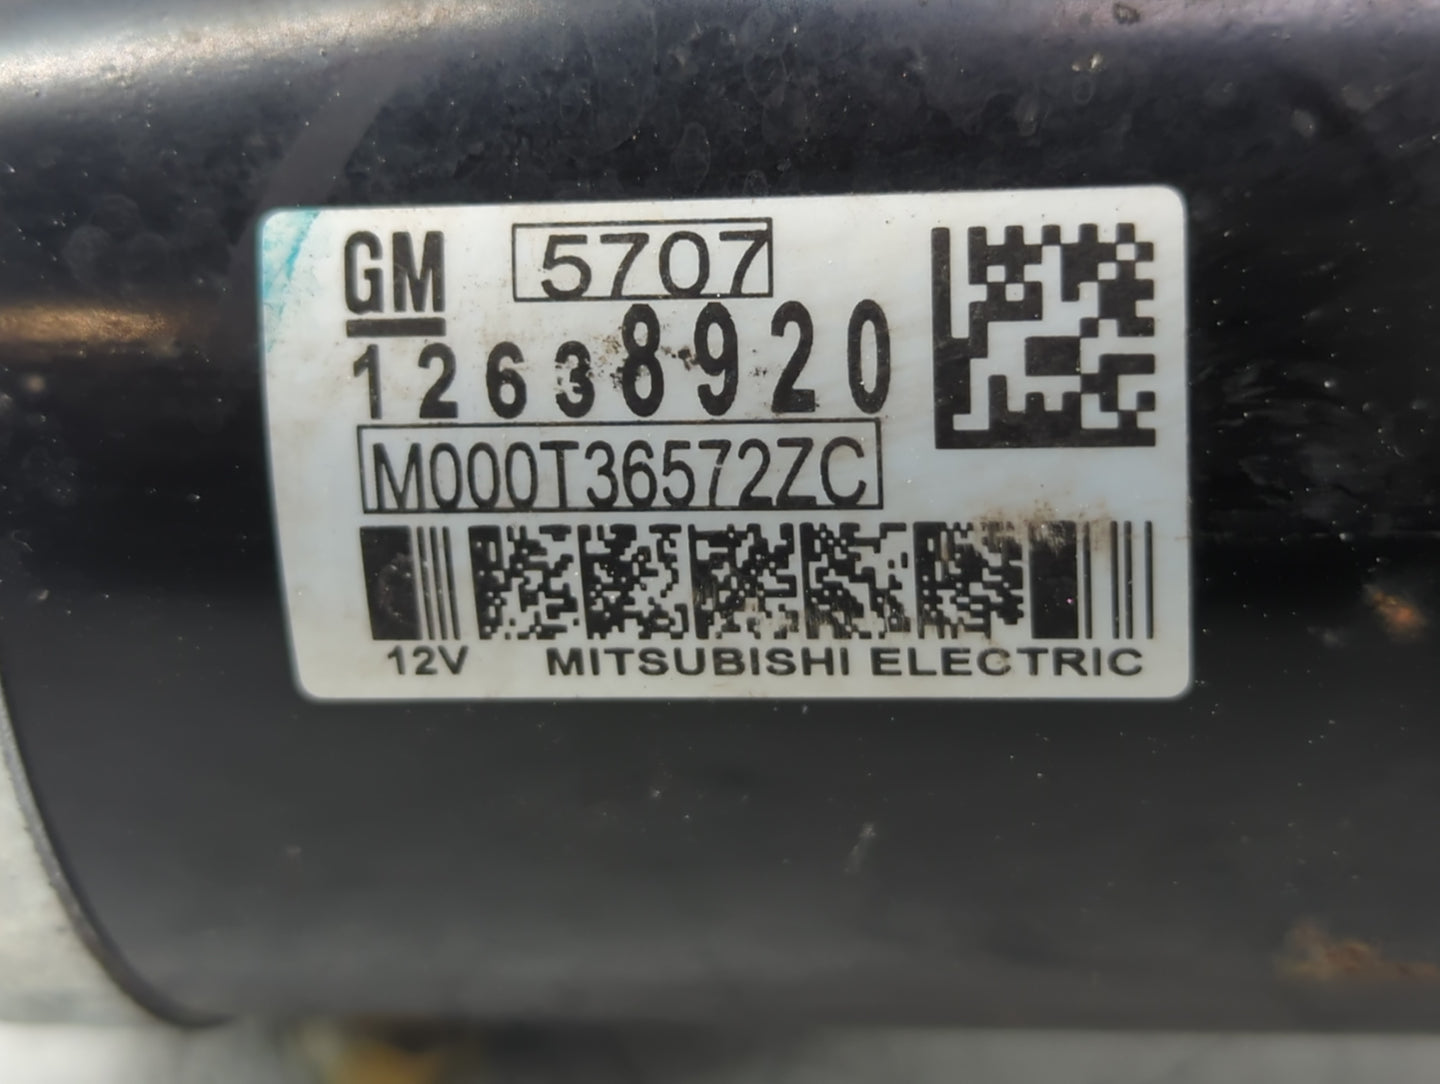 GM 5707
12638920
M000T36572ZC
12V MITSUBISHI ELECTRIC